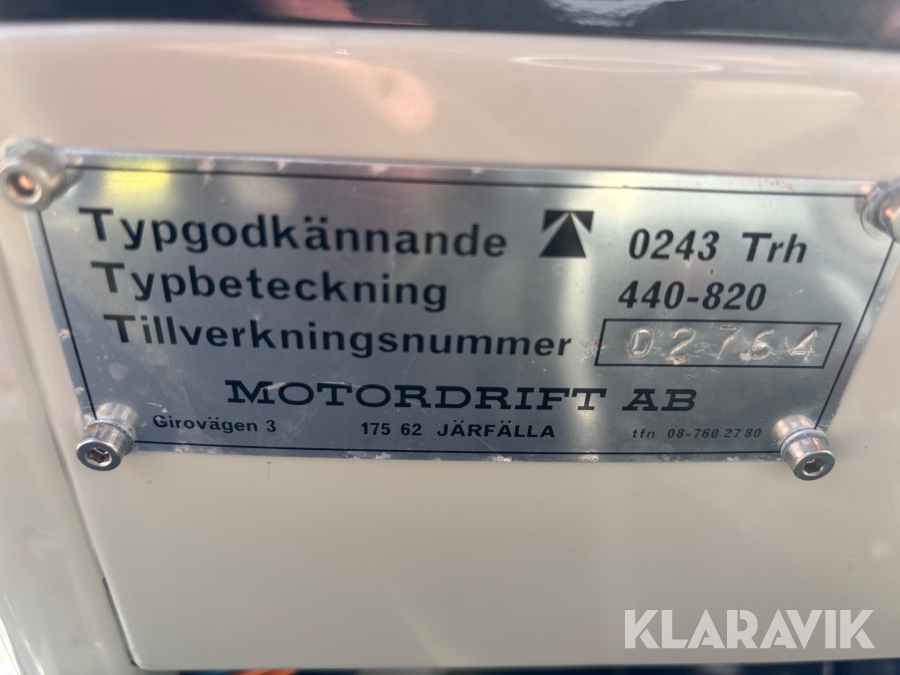 Typgodkännande 0243 Trh
Typbeteckning 440-820
Tillverkningsnummer 02764
MOTORDRIFT AB
Girovägen 3 175 62 JÄRFÄLLA tfn 08-760 27 80
KLARAVIK